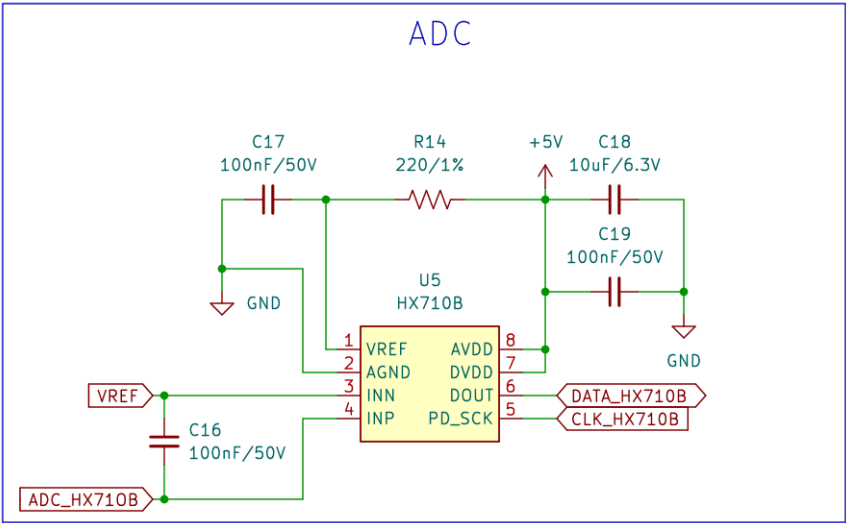 ADC
C17
100nF/50V
R14
220/1%
+5V
C18
10uF/6.3V
C19
100nF/50V
GND
U5
HX710B
GND
1 VREF AVDD 8
2 AGND DVDD 7
3 INN DOUT 6
4 INP PD_SCK 5
VREF
DATA_HX710B
CLK_HX710B
C16
100nF/50V
ADC_HX710B